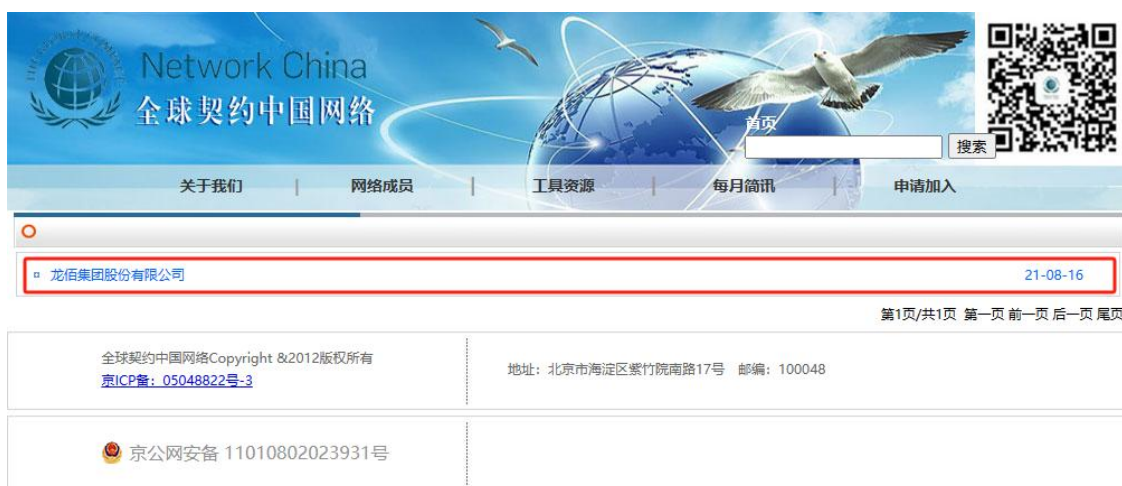 Network China
全球契约中国网络
首页
搜索
关于我们 | 网络成员 | 工具资源 | 每月简讯 | 申请加入
龙佰集团股份有限公司 21-08-16
第1页/共1页 第一页 前一页 后一页 尾页
全球契约中国网络Copyright &2012版权所有
京ICP备：05048822号-3
地址：北京市海淀区紫竹院南路17号 邮编：100048
京公网安备 11010802023931号